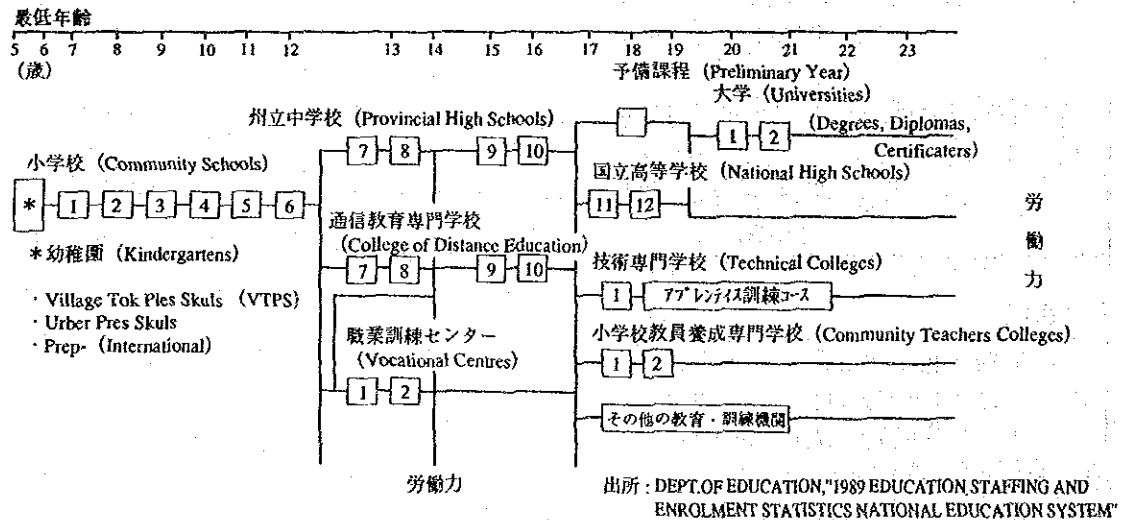 最低年齢
5 6 7 8 9 10 11 12 13 14 15 16 17 18 19 20 21 22 23
(歳)
予備課程 (Preliminary Year)
大学 (Universities)
州立中学校 (Provincial High Schools)
(Degrees, Diplomas,
7 8 9 10
1 2
Certificaters)
小学校 (Community Schools)
国立高等学校 (National High Schools)
* 1 2 3 4 5 6
11 12
労
働
力
通信教育専門学校
(College of Distance Education)
*幼稚園 (Kindergartens)
7 8 9 10
技術専門学校 (Technical Colleges)
1 アプレンティス訓練コース
・Village Tok Ples Skuls (VTPS)
・Urber Pres Skuls
・Prep- (International)
職業訓練センター
(Vocational Centres)
小学校教員養成専門学校 (Community Teachers Colleges)
1 2
1 2
その他の教育・訓練機関
労働力
出所:DEPT.OF EDUCATION,"1989 EDUCATION STAFFING AND
ENROLMENT STATISTICS NATIONAL EDUCATION SYSTEM"